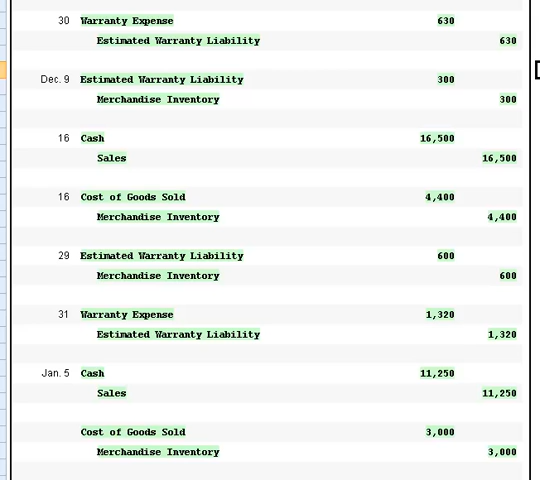 30 Warranty Expense 630
Estimated Warranty Liability 630
Dec. 9 Estimated Warranty Liability 300
Merchandise Inventory 300
16 Cash 16,500
Sales 16,500
16 Cost of Goods Sold 4,400
Merchandise Inventory 4,400
29 Estimated Warranty Liability 600
Merchandise Inventory 600
31 Warranty Expense 1,320
Estimated Warranty Liability 1,320
Jan. 5 Cash 11,250
Sales 11,250
Cost of Goods Sold 3,000
Merchandise Inventory 3,000